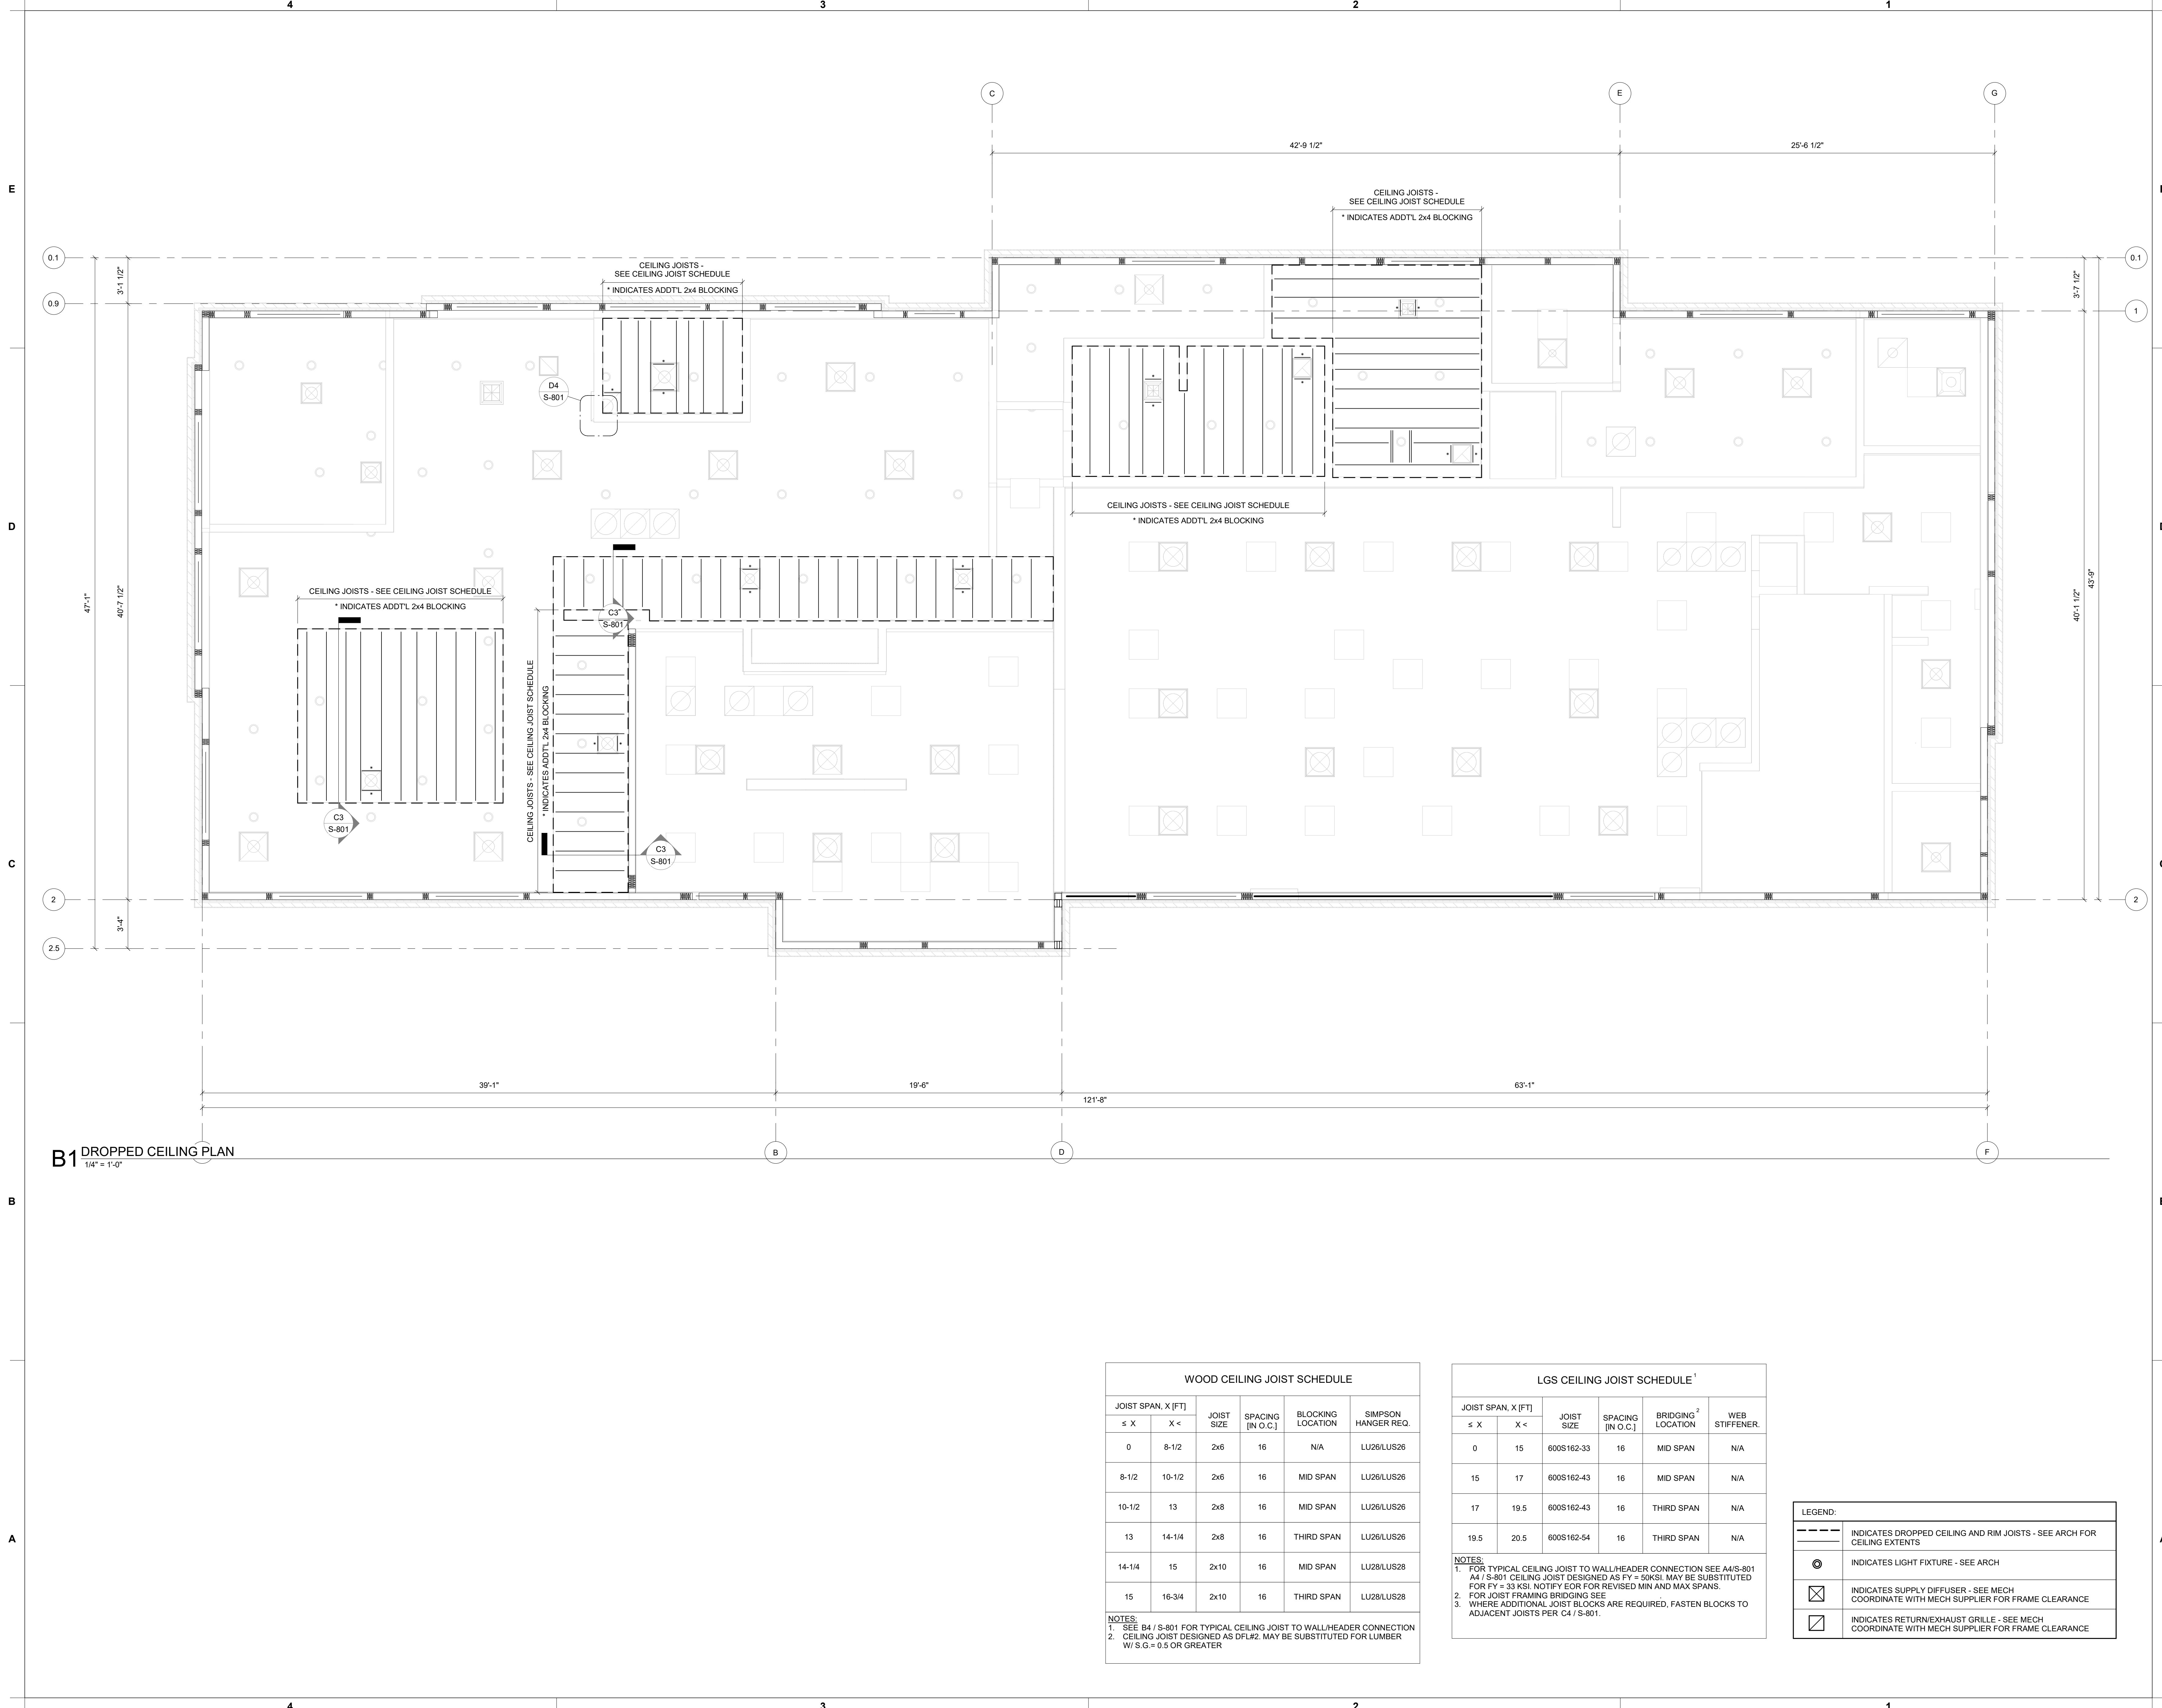 4
3
2
1
C
E
G
42'-9 1/2"
25'-6 1/2"
E
CEILING JOISTS -
SEE CEILING JOIST SCHEDULE
* INDICATES ADDT'L 2x4 BLOCKING
0.1
0.1
3'-1 1/2"
3'-7 1/2"
CEILING JOISTS -
SEE CEILING JOIST SCHEDULE
* INDICATES ADDT'L 2x4 BLOCKING
0.9
1
D4
S-801
*
*
*
*
*
*
*
*
*
*
*
CEILING JOISTS - SEE CEILING JOIST SCHEDULE
* INDICATES ADDT'L 2x4 BLOCKING
D
47'-1"
40'-7 1/2"
40'-1 1/2"
43'-9"
*
*
*
*
CEILING JOISTS - SEE CEILING JOIST SCHEDULE
* INDICATES ADDT'L 2x4 BLOCKING
C3
S-801
CEILING JOISTS - SEE CEILING JOIST SCHEDULE
* INDICATES ADDT'L 2x4 BLOCKING
*
*
*
*
C3
S-801
C3
S-801
C
2
2
3'-4"
2.5
39'-1"
19'-6"
63'-1"
121'-8"
B1 DROPPED CEILING PLAN
1/4" = 1'-0"
B
D
F
B
WOOD CEILING JOIST SCHEDULE
JOIST SPAN, X [FT]
≤ X
X <
JOIST
SIZE
SPACING
[IN O.C.]
BLOCKING
LOCATION
SIMPSON
HANGER REQ.
0 8-1/2 2x6 16 N/A LU26/LUS26
8-1/2 10-1/2 2x6 16 MID SPAN LU26/LUS26
10-1/2 13 2x8 16 MID SPAN LU26/LUS26
13 14-1/4 2x8 16 THIRD SPAN LU26/LUS26
14-1/4 15 2x10 16 MID SPAN LU28/LUS28
15 16-3/4 2x10 16 THIRD SPAN LU28/LUS28
NOTES:
1. SEE B4 / S-801 FOR TYPICAL CEILING JOIST TO WALL/HEADER CONNECTION
2. CEILING JOIST DESIGNED AS DFL#2. MAY BE SUBSTITUTED FOR LUMBER
W/ S.G.= 0.5 OR GREATER
LGS CEILING JOIST SCHEDULE 1
JOIST SPAN, X [FT]
≤ X
X <
JOIST
SIZE
SPACING
[IN O.C.]
BRIDGING 2
LOCATION
WEB
STIFFENER.
0 15 600S162-33 16 MID SPAN N/A
15 17 600S162-43 16 MID SPAN N/A
17 19.5 600S162-43 16 THIRD SPAN N/A
19.5 20.5 600S162-54 16 THIRD SPAN N/A
NOTES:
1. FOR TYPICAL CEILING JOIST TO WALL/HEADER CONNECTION SEE A4/S-801
A4 / S-801 CEILING JOIST DESIGNED AS FY = 50KSI. MAY BE SUBSTITUTED
FOR FY = 33 KSI. NOTIFY EOR FOR REVISED MIN AND MAX SPANS.
2. FOR JOIST FRAMING BRIDGING SEE .
3. WHERE ADDITIONAL JOIST BLOCKS ARE REQUIRED, FASTEN BLOCKS TO
ADJACENT JOISTS PER C4 / S-801.
LEGEND:
INDICATES DROPPED CEILING AND RIM JOISTS - SEE ARCH FOR
CEILING EXTENTS
INDICATES LIGHT FIXTURE - SEE ARCH
INDICATES SUPPLY DIFFUSER - SEE MECH
COORDINATE WITH MECH SUPPLIER FOR FRAME CLEARANCE
INDICATES RETURN/EXHAUST GRILLE - SEE MECH
COORDINATE WITH MECH SUPPLIER FOR FRAME CLEARANCE
A
4
3
2
1